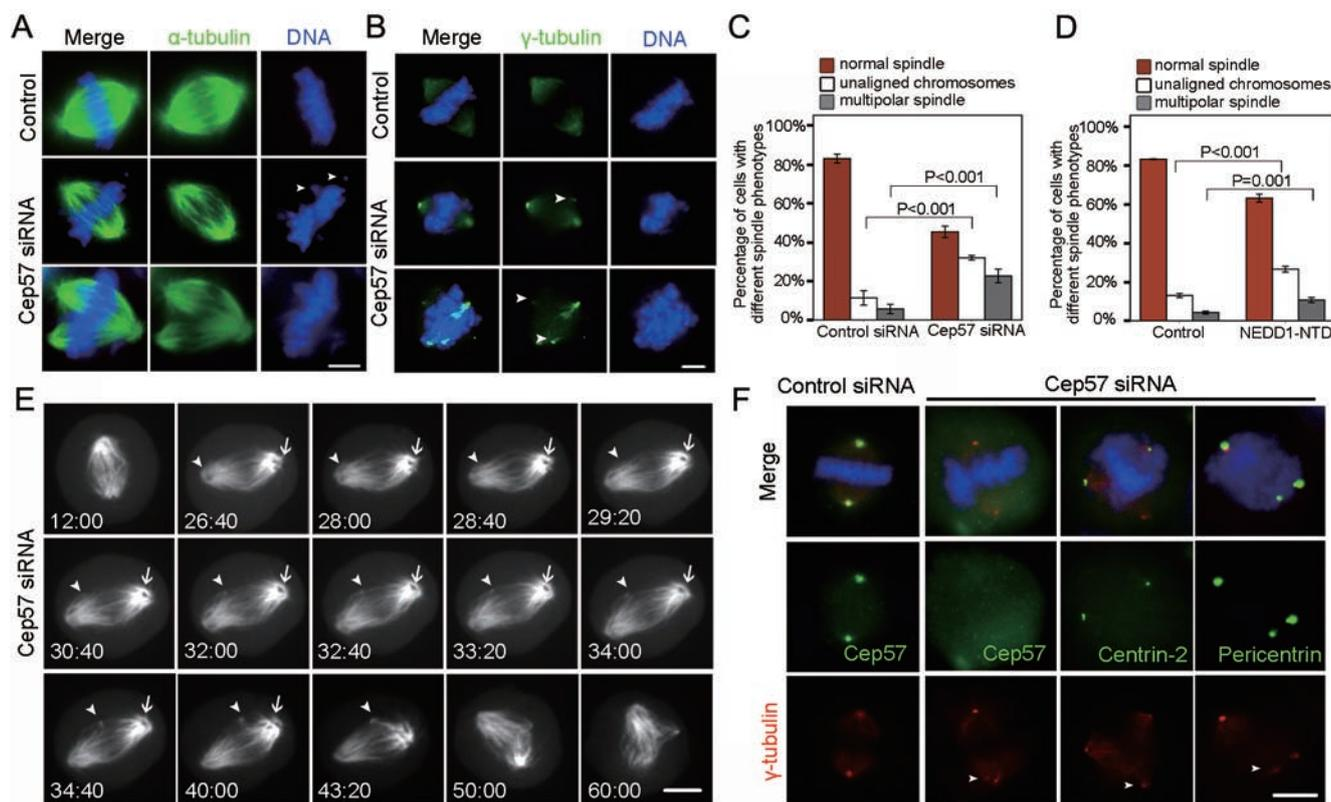 A
Merge
α-tubulin
DNA
Control
Cep57 siRNA
B
Merge
γ-tubulin
DNA
Control
Cep57 siRNA
C
normal spindle
unaligned chromosomes
multipolar spindle
Percentage of cells with
different spindle phenotypes
100%
80%
60%
40%
20%
0%
P<0.001
P<0.001
Control siRNA
Cep57 siRNA
D
normal spindle
unaligned chromosomes
multipolar spindle
Percentage of cells with
different spindle phenotypes
100%
80%
60%
40%
20%
0%
P<0.001
P=0.001
Control
NEDD1-NTD
E
Cep57 siRNA
12:00
26:40
28:00
28:40
29:20
30:40
32:00
32:40
33:20
34:00
34:40
40:00
43:20
50:00
60:00
F
Control siRNA
Cep57 siRNA
Merge
Cep57
Cep57
Centrin-2
Pericentrin
γ-tubulin